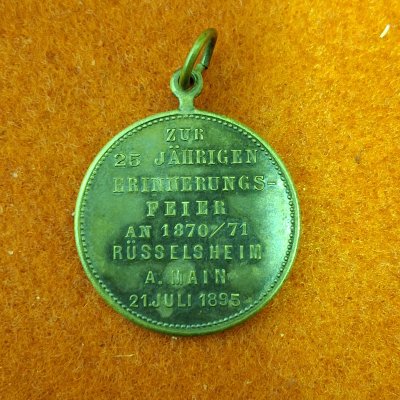 ZUR
25 JÄHRIGEN
ERINNERUNGS-
FEIER
AN 1870/71
RÜSSELSHEIM
A. MAIN
21. JULI 1895